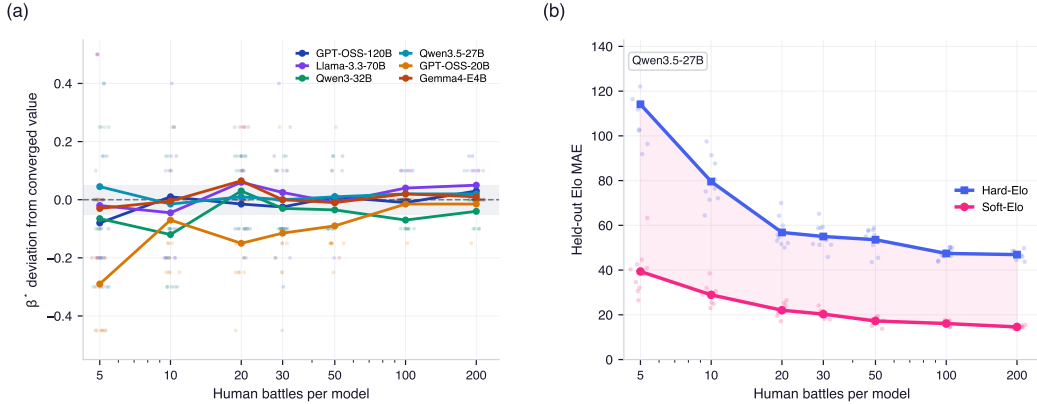 (a)
GPT-OSS-120B
Llama-3.3-70B
Qwen3-32B
Qwen3.5-27B
GPT-OSS-20B
Gemma4-E4B
0.4
0.2
0.0
−0.2
−0.4
β* deviation from converged value
5 10 20 30 50 100 200
Human battles per model
(b)
Qwen3.5-27B
Hard-Elo
Soft-Elo
140
120
100
80
60
40
20
0
Held-out Elo MAE
5 10 20 30 50 100 200
Human battles per model